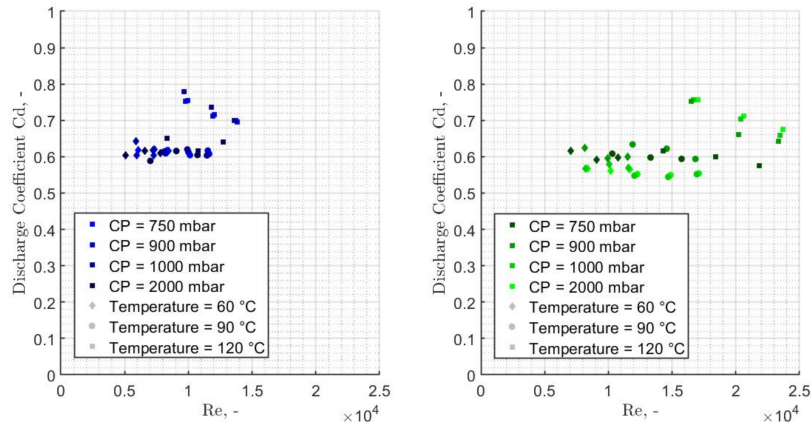 1
0.9
0.8
0.7
0.6
0.5
0.4
0.3
0.2
0.1
0
Discharge Coefficient Cd, -
CP = 750 mbar
CP = 900 mbar
CP = 1000 mbar
CP = 2000 mbar
Temperature = 60 °C
Temperature = 90 °C
Temperature = 120 °C
0 0.5 1 1.5 2 2.5
Re, -
×10⁴
1
0.9
0.8
0.7
0.6
0.5
0.4
0.3
0.2
0.1
0
Discharge Coefficient Cd, -
CP = 750 mbar
CP = 900 mbar
CP = 1000 mbar
CP = 2000 mbar
Temperature = 60 °C
Temperature = 90 °C
Temperature = 120 °C
0 0.5 1 1.5 2 2.5
Re, -
×10⁴